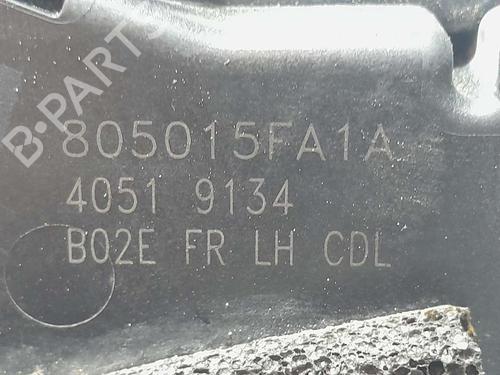 B-PARTS
805015FA1A
4051 9134
B02E FR LH CDL